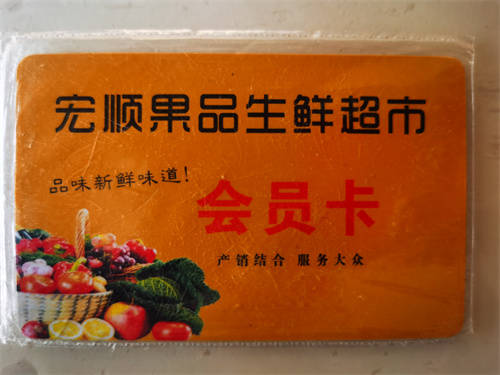 宏顺果品生鲜超市
品味新鲜味道!
会员卡
产销结合 服务大众